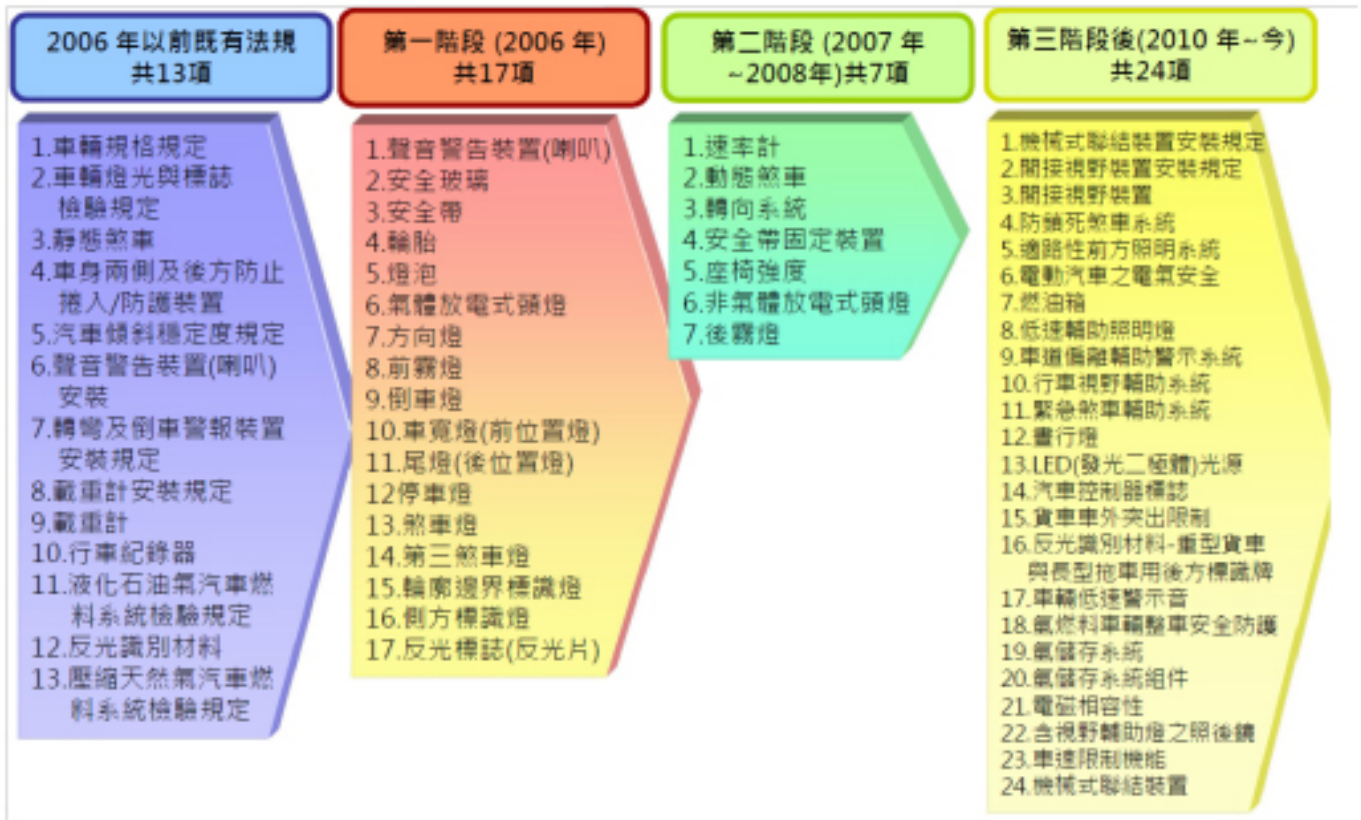 2006 年以前既有法規
共13項
1.車輛規格規定
2.車輛燈光與標誌
檢驗規定
3.靜態煞車
4.車身兩側及後方防止
捲入/防護裝置
5.汽車傾斜穩定度規定
6.聲音警告裝置(喇叭)
安裝
7.轉彎及倒車警報裝置
安裝規定
8.載重計安裝規定
9.載重計
10.行車紀錄器
11.液化石油氣汽車燃
料系統檢驗規定
12.反光識別材料
13.壓縮天然氣汽車燃
料系統檢驗規定
第一階段 (2006 年)
共17項
1.聲音警告裝置(喇叭)
2.安全玻璃
3.安全帶
4.輪胎
5.燈泡
6.氣體放電式頭燈
7.方向燈
8.前霧燈
9.倒車燈
10.車寬燈(前位置燈)
11.尾燈(後位置燈)
12停車燈
13.煞車燈
14.第三煞車燈
15.輪廓邊界標識燈
16.側方標識燈
17.反光標誌(反光片)
第二階段 (2007 年
~2008年)共7項
1.速率計
2.動態煞車
3.轉向系統
4.安全帶固定裝置
5.座椅強度
6.非氣體放電式頭燈
7.後霧燈
第三階段後(2010 年~今)
共24項
1.機械式聯結裝置安裝規定
2.間接視野裝置安裝規定
3.間接視野裝置
4.防鎖死煞車系統
5.適路性前方照明系統
6.電動汽車之電氣安全
7.燃油箱
8.低速輔助照明燈
9.車道偏離輔助警示系統
10.行車視野輔助系統
11.緊急煞車輔助系統
12.晝行燈
13.LED(發光二極體)光源
14.汽車控制器標誌
15.貨車車外突出限制
16.反光識別材料-重型貨車
與長型拖車用後方標識牌
17.車輛低速警示音
18.氫燃料車輛整車安全防護
19.氫儲存系統
20.氫儲存系統組件
21.電磁相容性
22.含視野輔助燈之照後鏡
23.車速限制機能
24.機械式聯結裝置